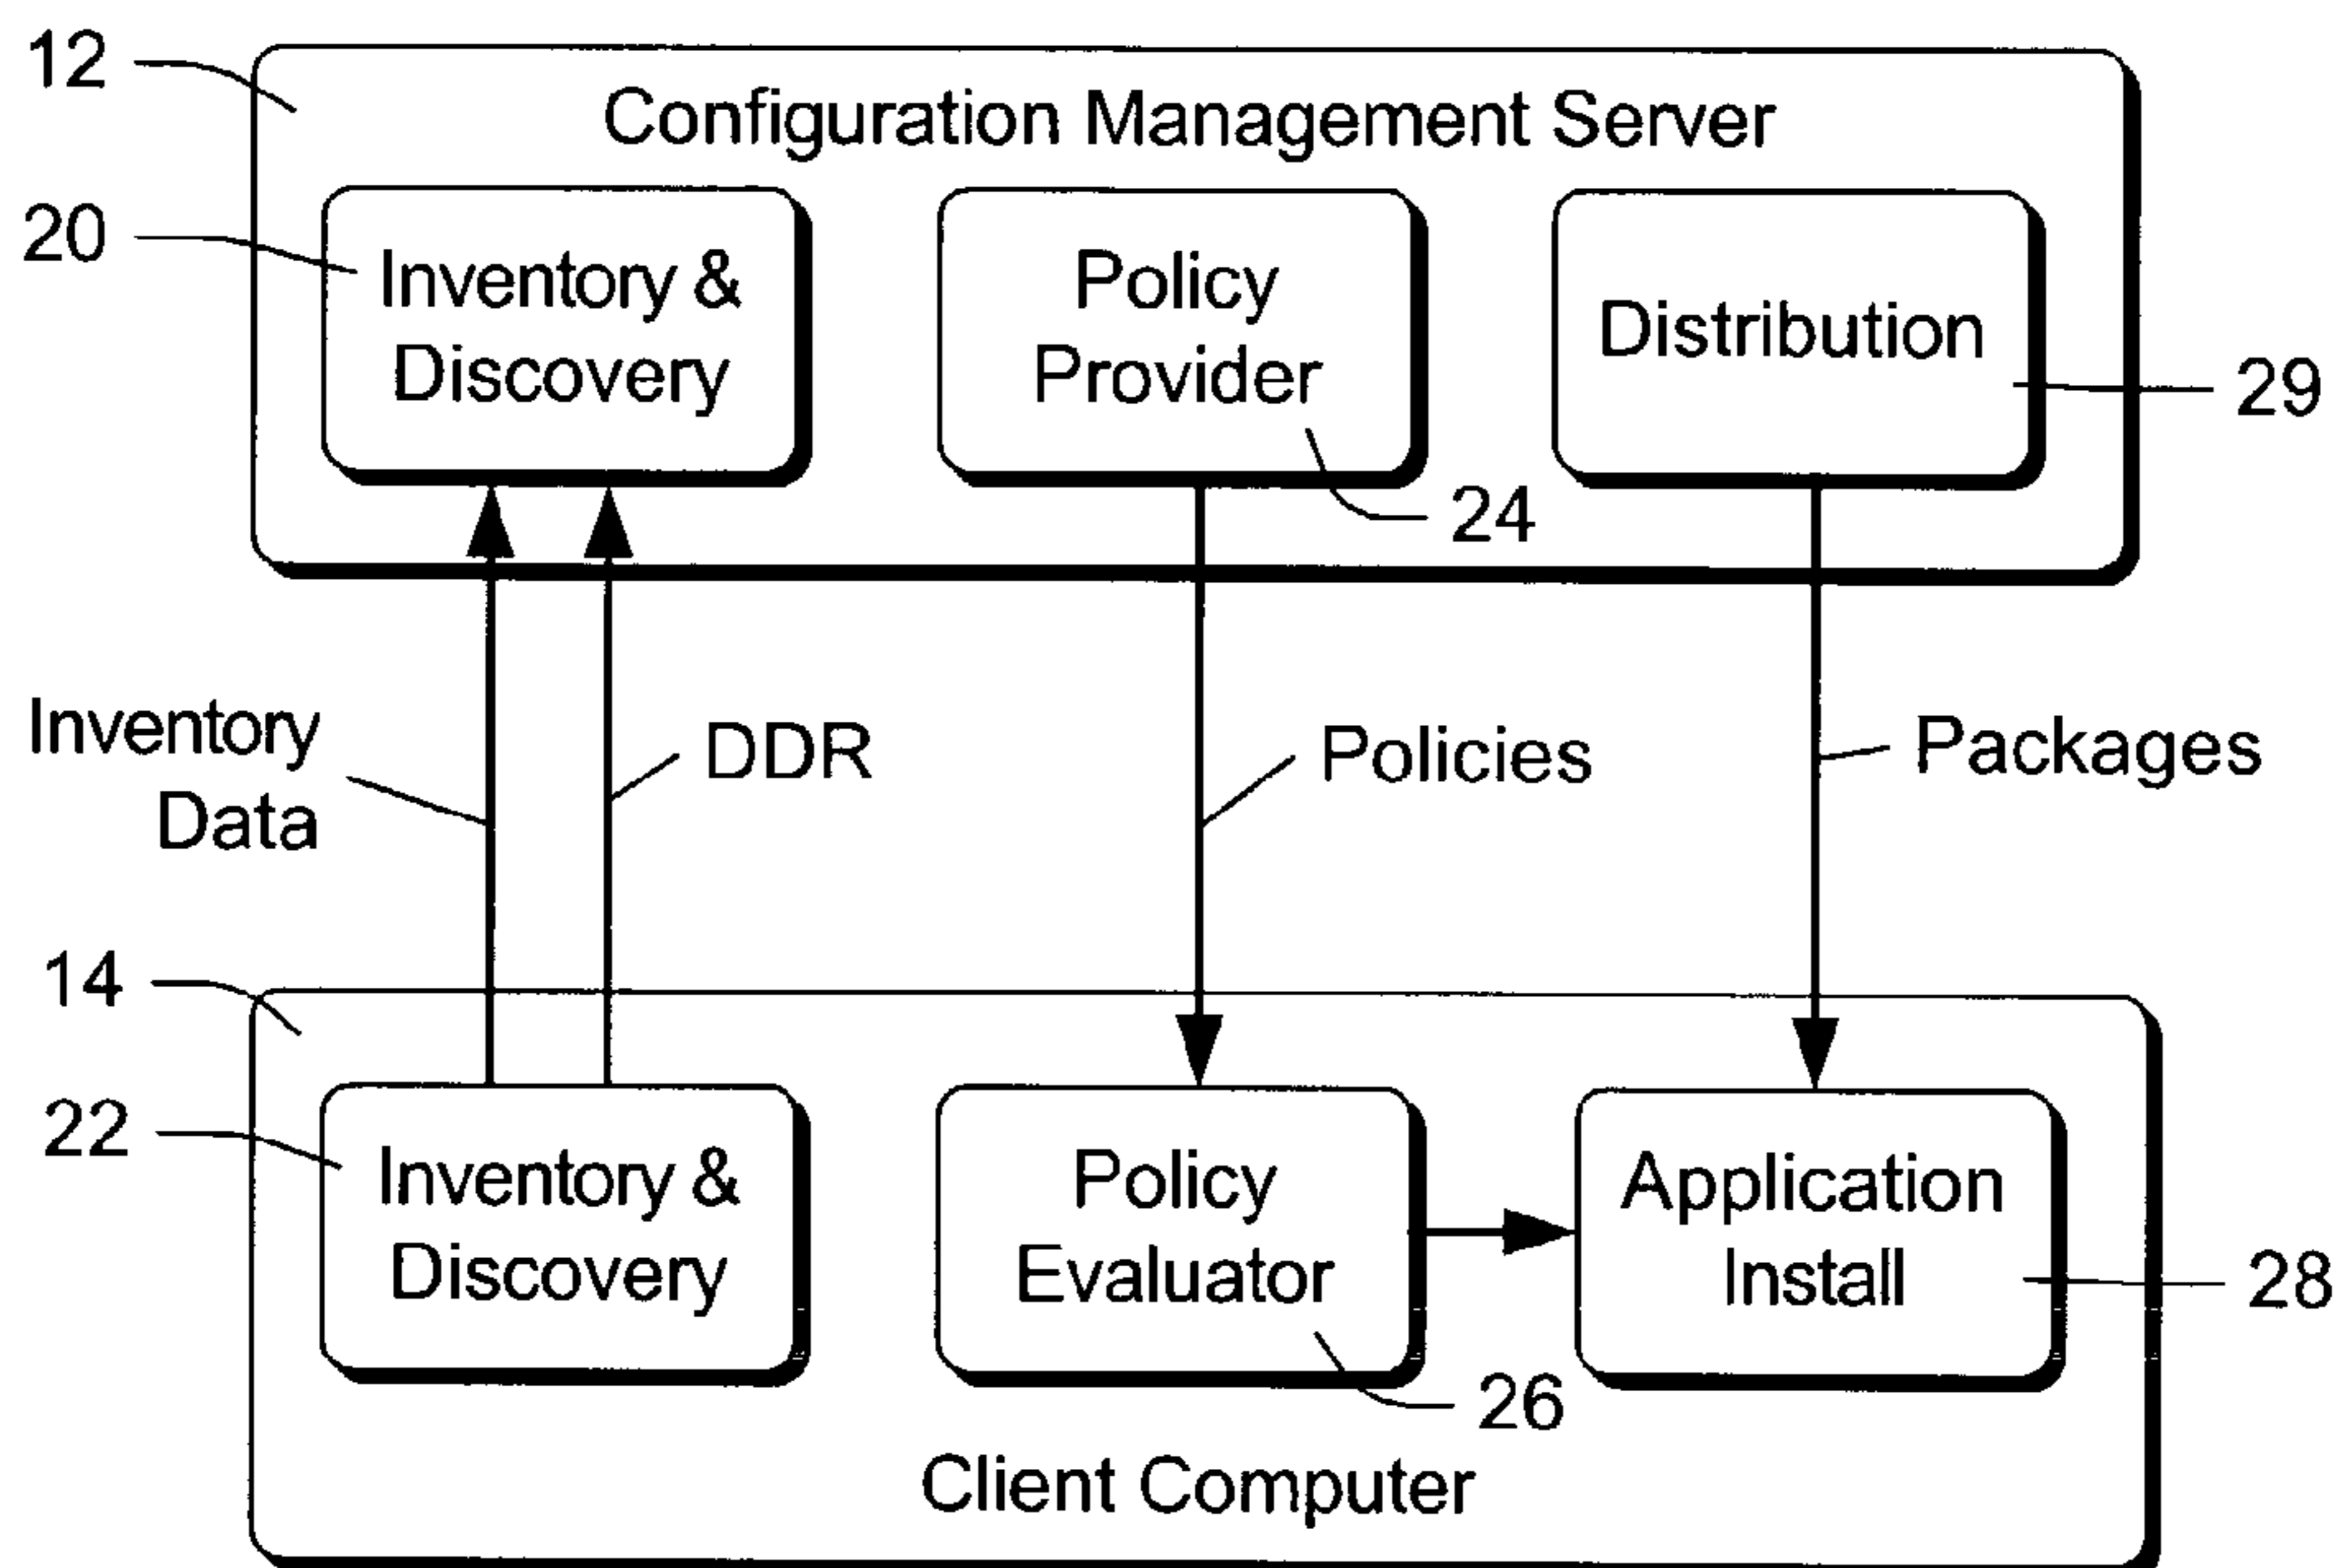 12
Configuration Management Server
20
Inventory &
Discovery
Policy
Provider
Distribution
29
24
Inventory
Data
DDR
Policies
Packages
14
22
Inventory &
Discovery
Policy
Evaluator
Application
Install
28
26
Client Computer